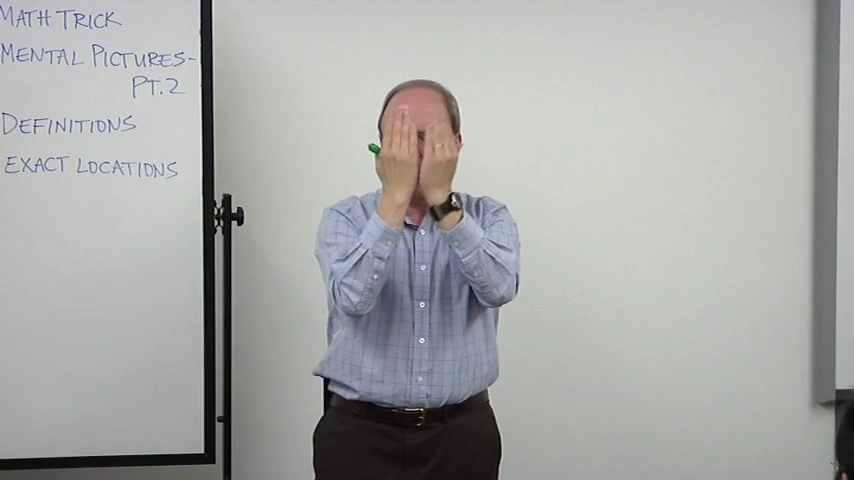 MATH TRICK
MENTAL PICTURES-
PT.2
DEFINITIONS
EXACT LOCATIONS